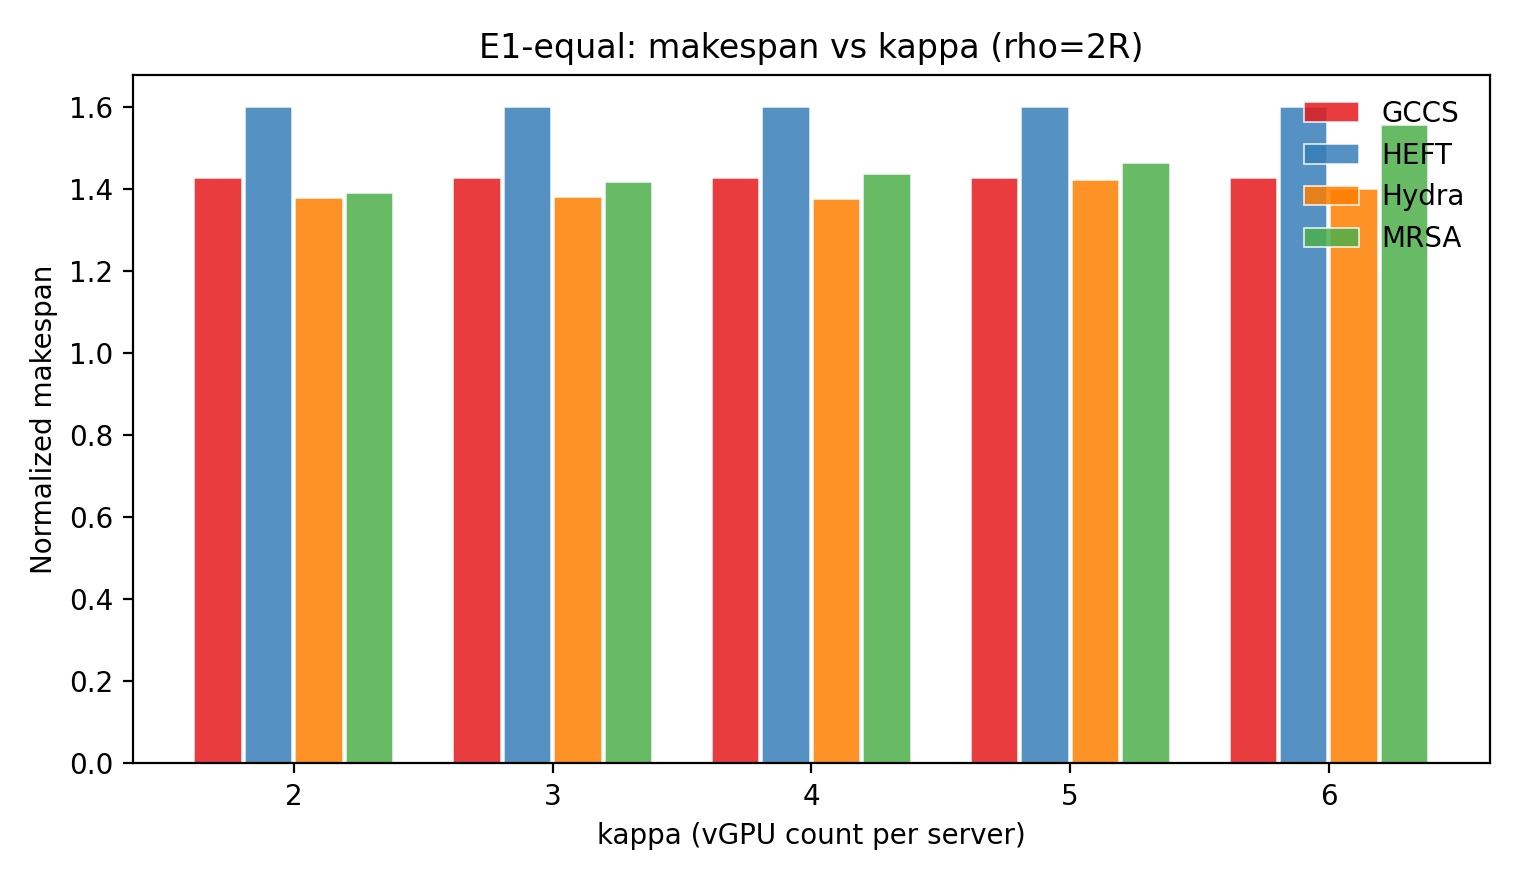 E1-equal: makespan vs kappa (rho=2R)
GCCS
HEFT
Hydra
MRSA
Normalized makespan
1.6
1.4
1.2
1.0
0.8
0.6
0.4
0.2
0.0
2 3 4 5 6
kappa (vGPU count per server)